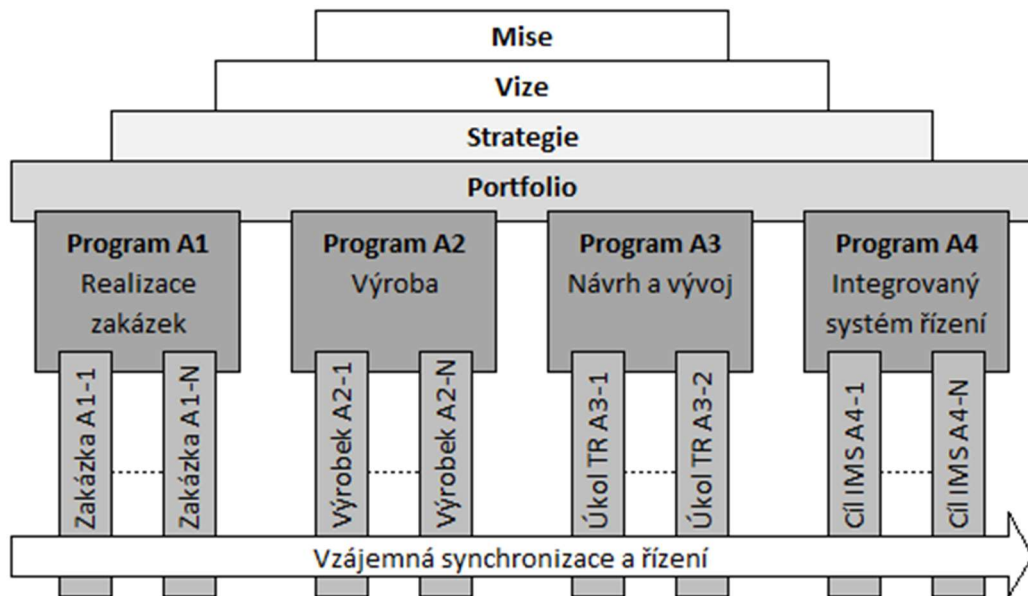 Mise
Vize
Strategie
Portfolio
Program A1
Realizace
zakázek
Program A2
Výroba
Program A3
Návrh a vývoj
Program A4
Integrovaný
systém řízení
Zakázka A1-1
Zakázka A1-N
Výrobek A2-1
Výrobek A2-N
Úkol TR A3-1
Úkol TR A3-2
Cíl IMS A4-1
Cíl IMS A4-N
Vzájemná synchronizace a řízení